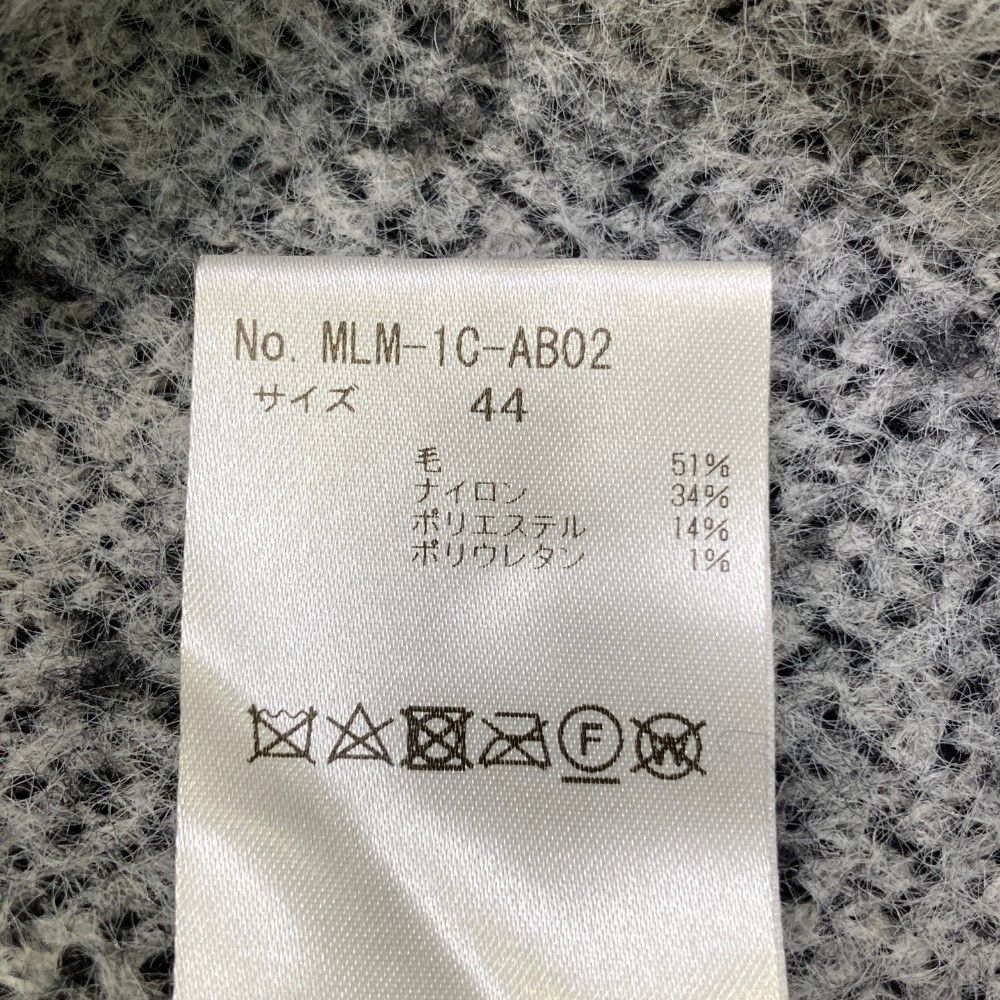 No. MLM-1C-AB02
サイズ 44
毛 51%
ナイロン 34%
ポリエステル 14%
ポリウレタン 1%
F W